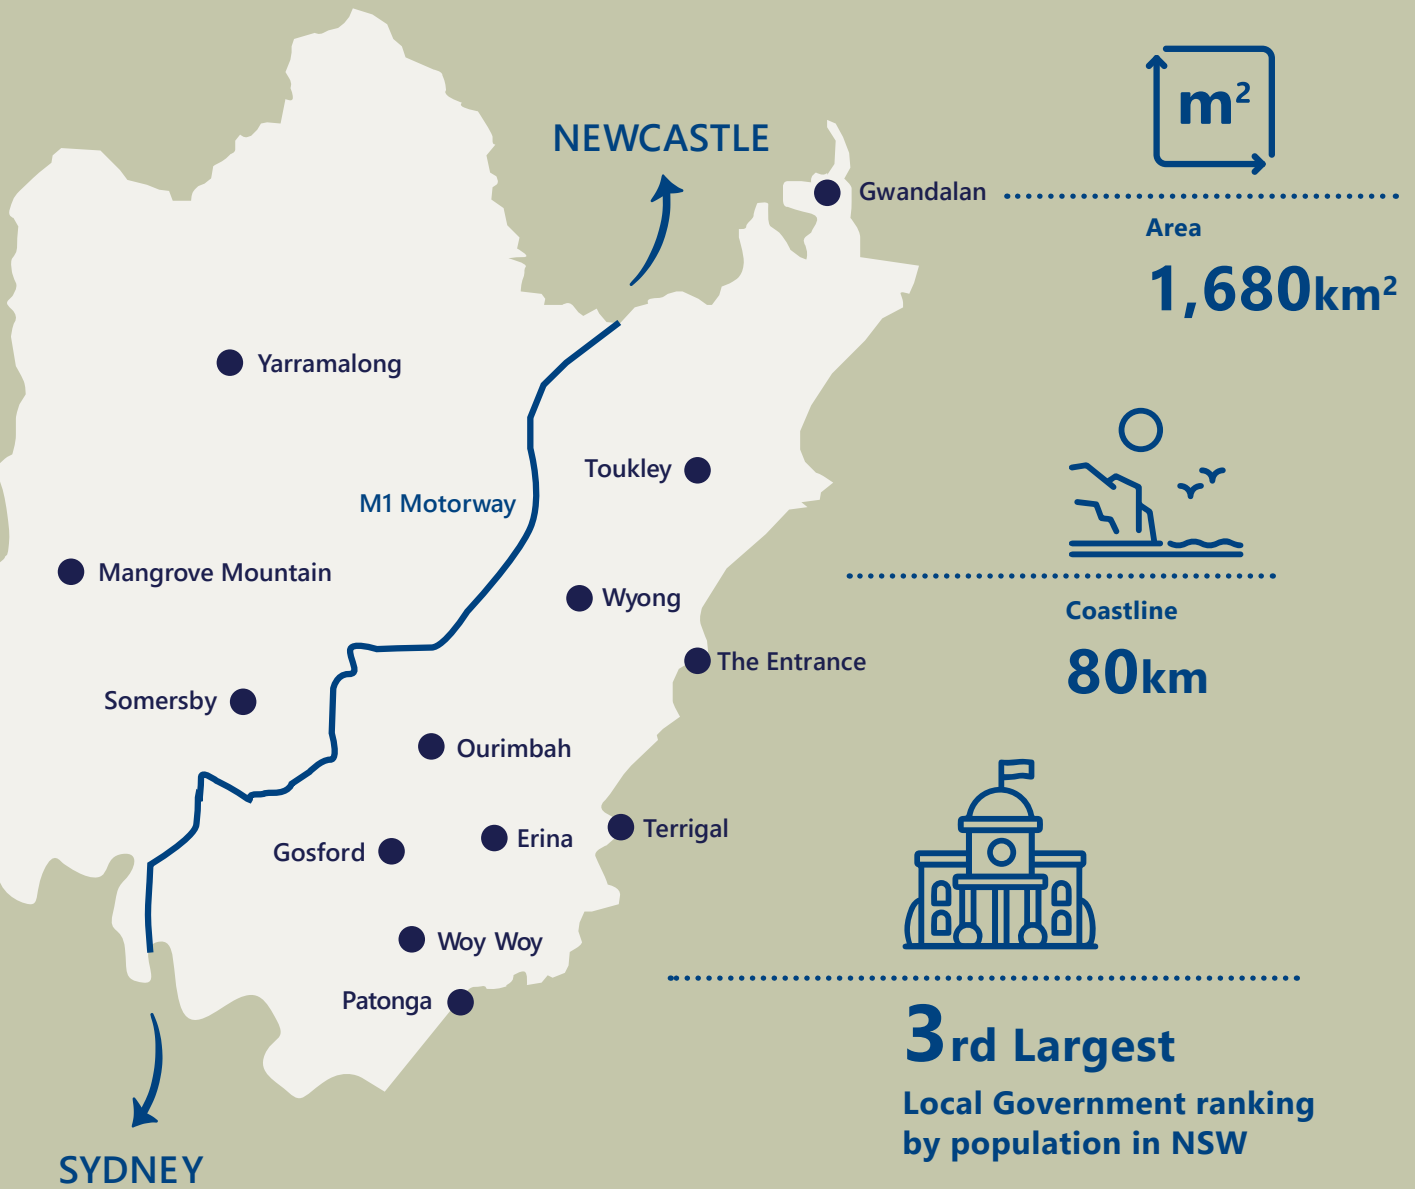 NEWCASTLE
Gwandalan
Yarramalong
Toukley
M1 Motorway
Mangrove Mountain
Wyong
The Entrance
Somersby
Ourimbah
Gosford
Erina
Terrigal
Woy Woy
Patonga
SYDNEY
m²
Area
1,680km²
Coastline
80km
3rd Largest
Local Government ranking
by population in NSW